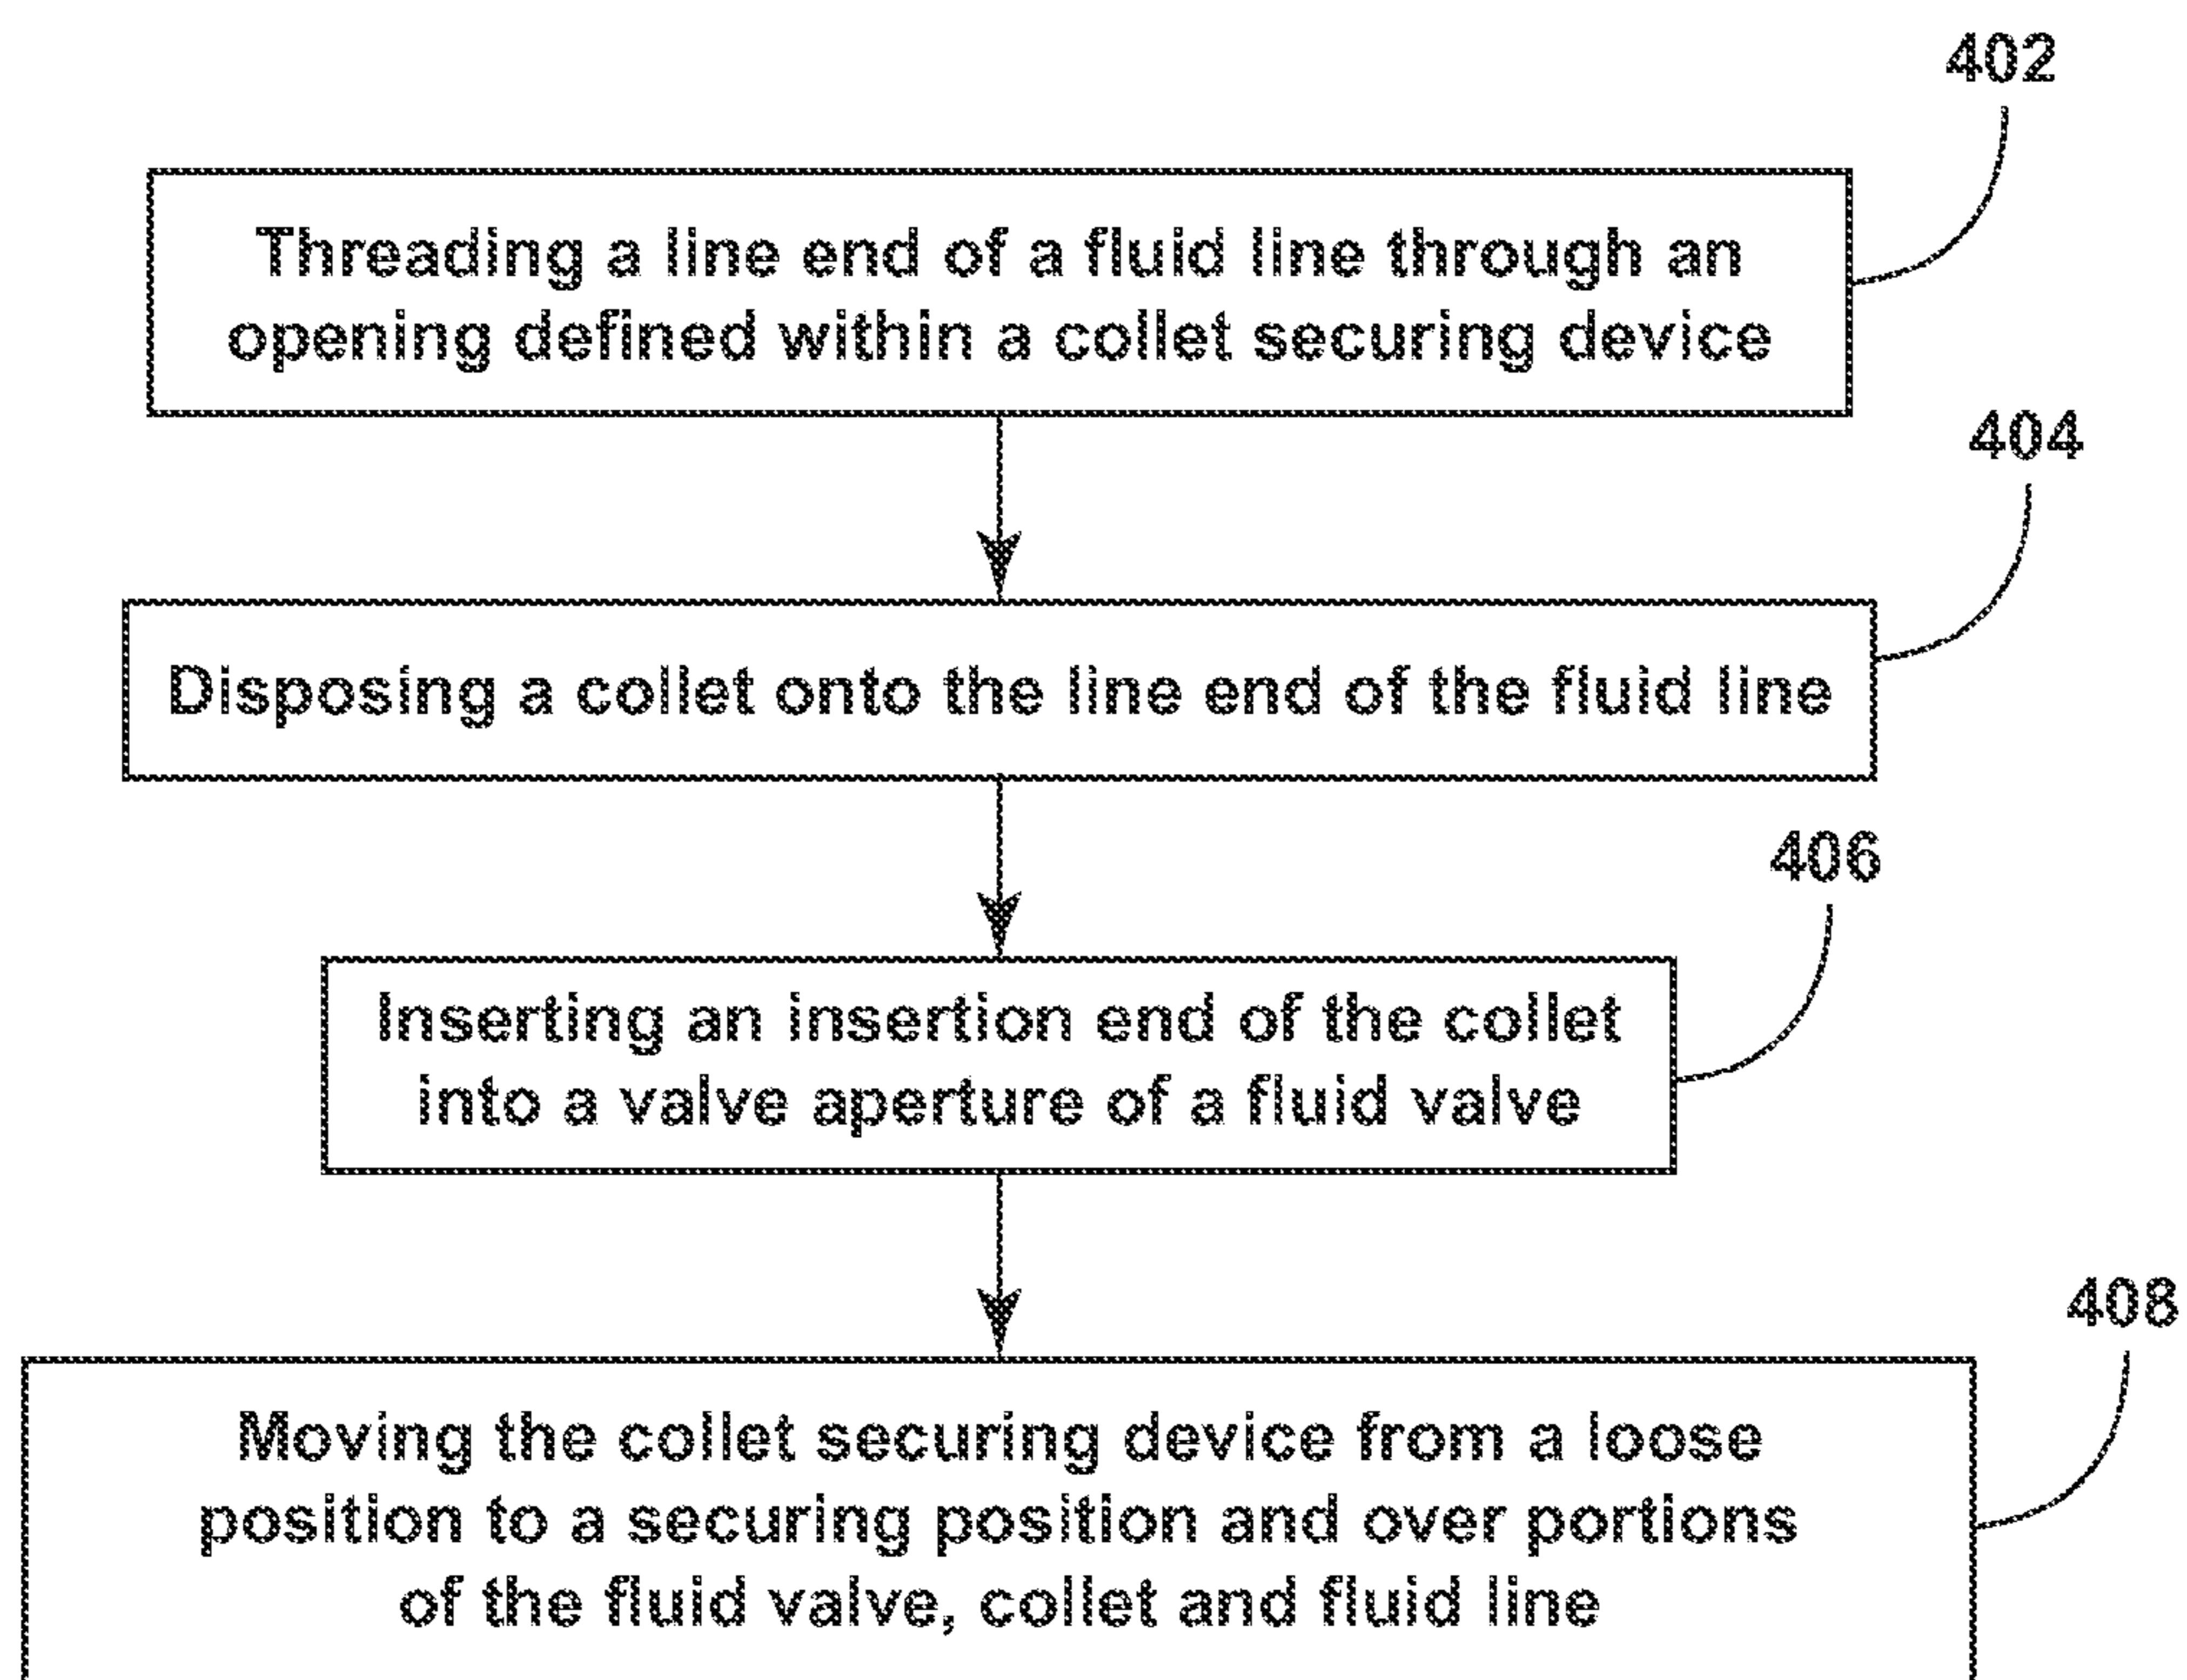 402
Threading a line end of a fluid line through an
opening defined within a collet securing device
404
Disposing a collet onto the line end of the fluid line
406
Inserting an insertion end of the collet
into a valve aperture of a fluid valve
408
Moving the collet securing device from a loose
position to a securing position and over portions
of the fluid valve, collet and fluid line